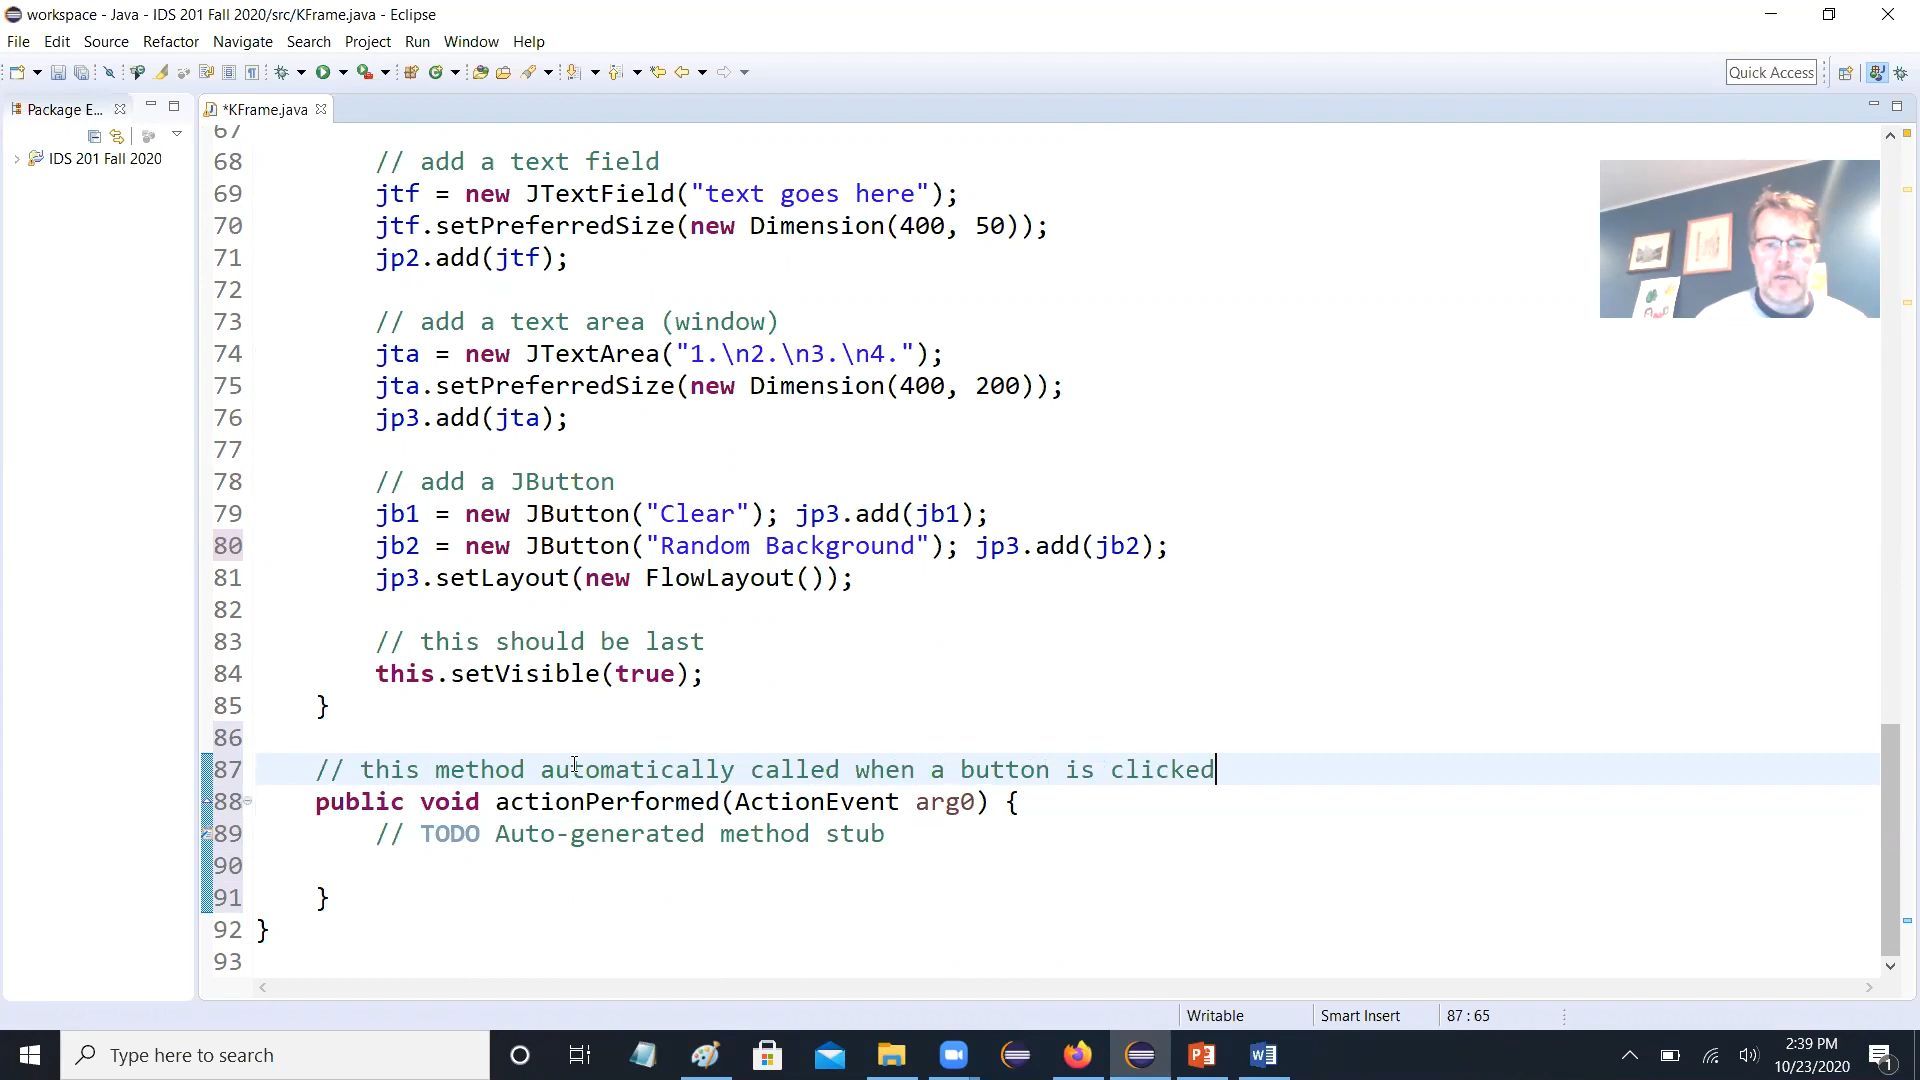 workspace - Java - IDS 201 Fall 2020/src/KFrame.java - Eclipse
File Edit Source Refactor Navigate Search Project Run Window Help
Quick Access
Package E... *KFrame.java
IDS 201 Fall 2020
67
68 // add a text field
69 jtf = new JTextField("text goes here");
70 jtf.setPreferredSize(new Dimension(400, 50));
71 jp2.add(jtf);
72
73 // add a text area (window)
74 jta = new JTextArea("1.\n2.\n3.\n4.");
75 jta.setPreferredSize(new Dimension(400, 200));
76 jp3.add(jta);
77
78 // add a JButton
79 jb1 = new JButton("Clear"); jp3.add(jb1);
80 jb2 = new JButton("Random Background"); jp3.add(jb2);
81 jp3.setLayout(new FlowLayout());
82
83 // this should be last
84 this.setVisible(true);
85 }
86
87 // this method automatically called when a button is clicked
88 public void actionPerformed(ActionEvent arg0) {
89 // TODO Auto-generated method stub
90
91 }
92 }
93
Writable Smart Insert 87 : 65
Type here to search
2:39 PM
10/23/2020
1